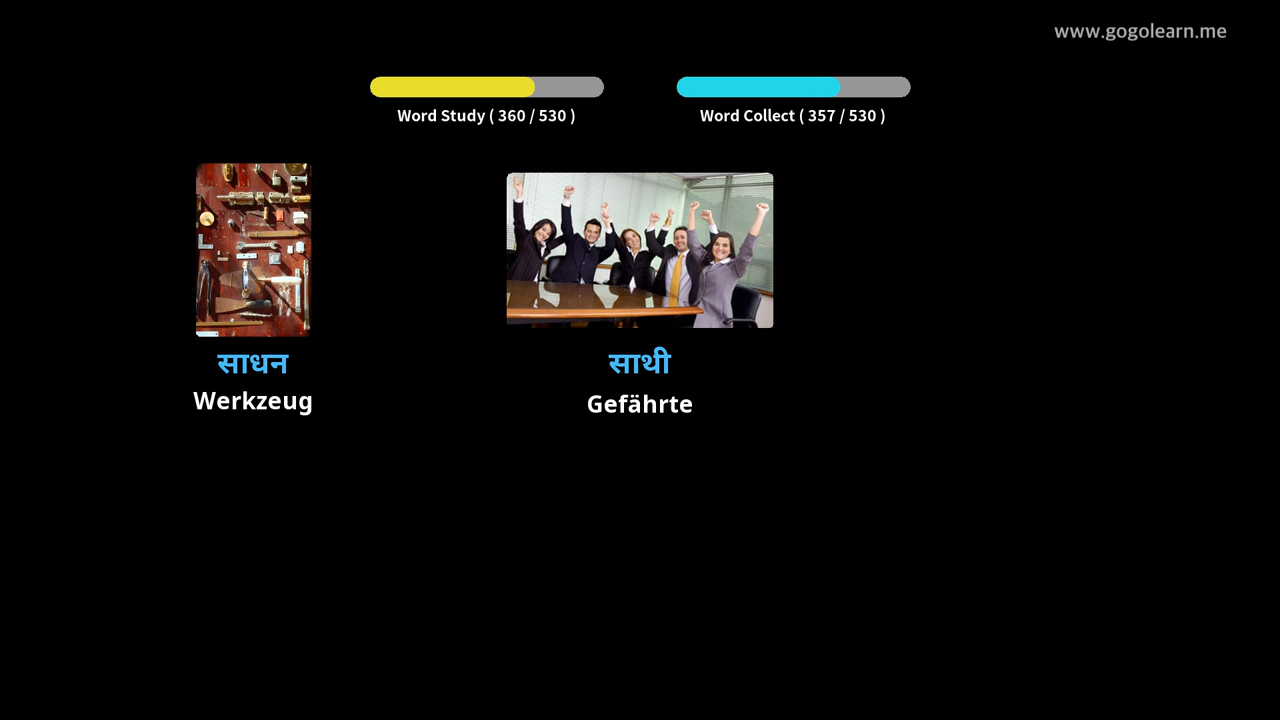 www.gogolearn.me
Word Study ( 360 / 530 )
Word Collect ( 357 / 530 )
साधन
Werkzeug
साथी
Gefährte